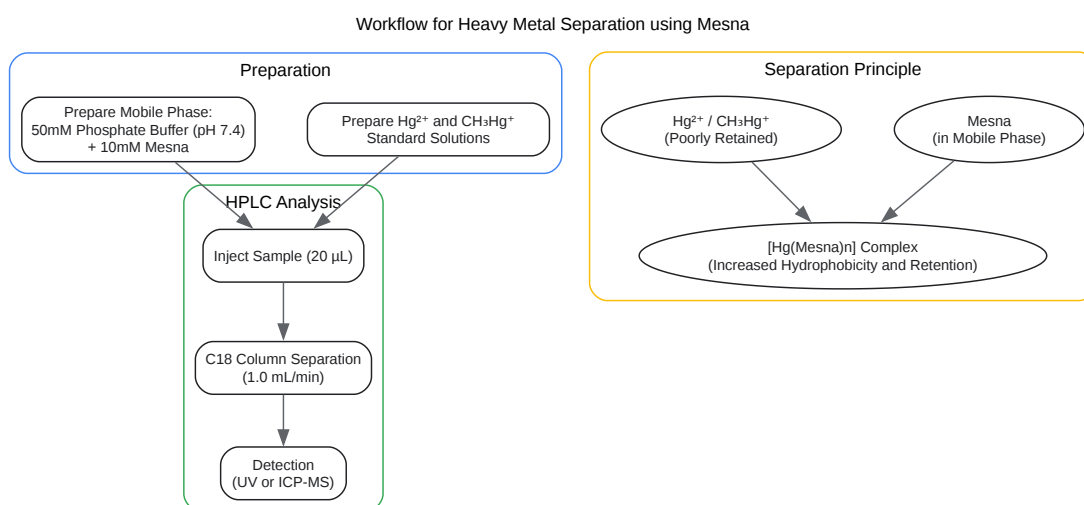 Workflow for Heavy Metal Separation using Mesna
Preparation
Prepare Mobile Phase:
50mM Phosphate Buffer (pH 7.4)
+ 10mM Mesna
Prepare Hg²⁺ and CH₃Hg⁺
Standard Solutions
HPLC Analysis
Inject Sample (20 µL)
C18 Column Separation
(1.0 mL/min)
Detection
(UV or ICP-MS)
Separation Principle
Hg²⁺ / CH₃Hg⁺
(Poorly Retained)
Mesna
(in Mobile Phase)
[Hg(Mesna)n] Complex
(Increased Hydrophobicity and Retention)